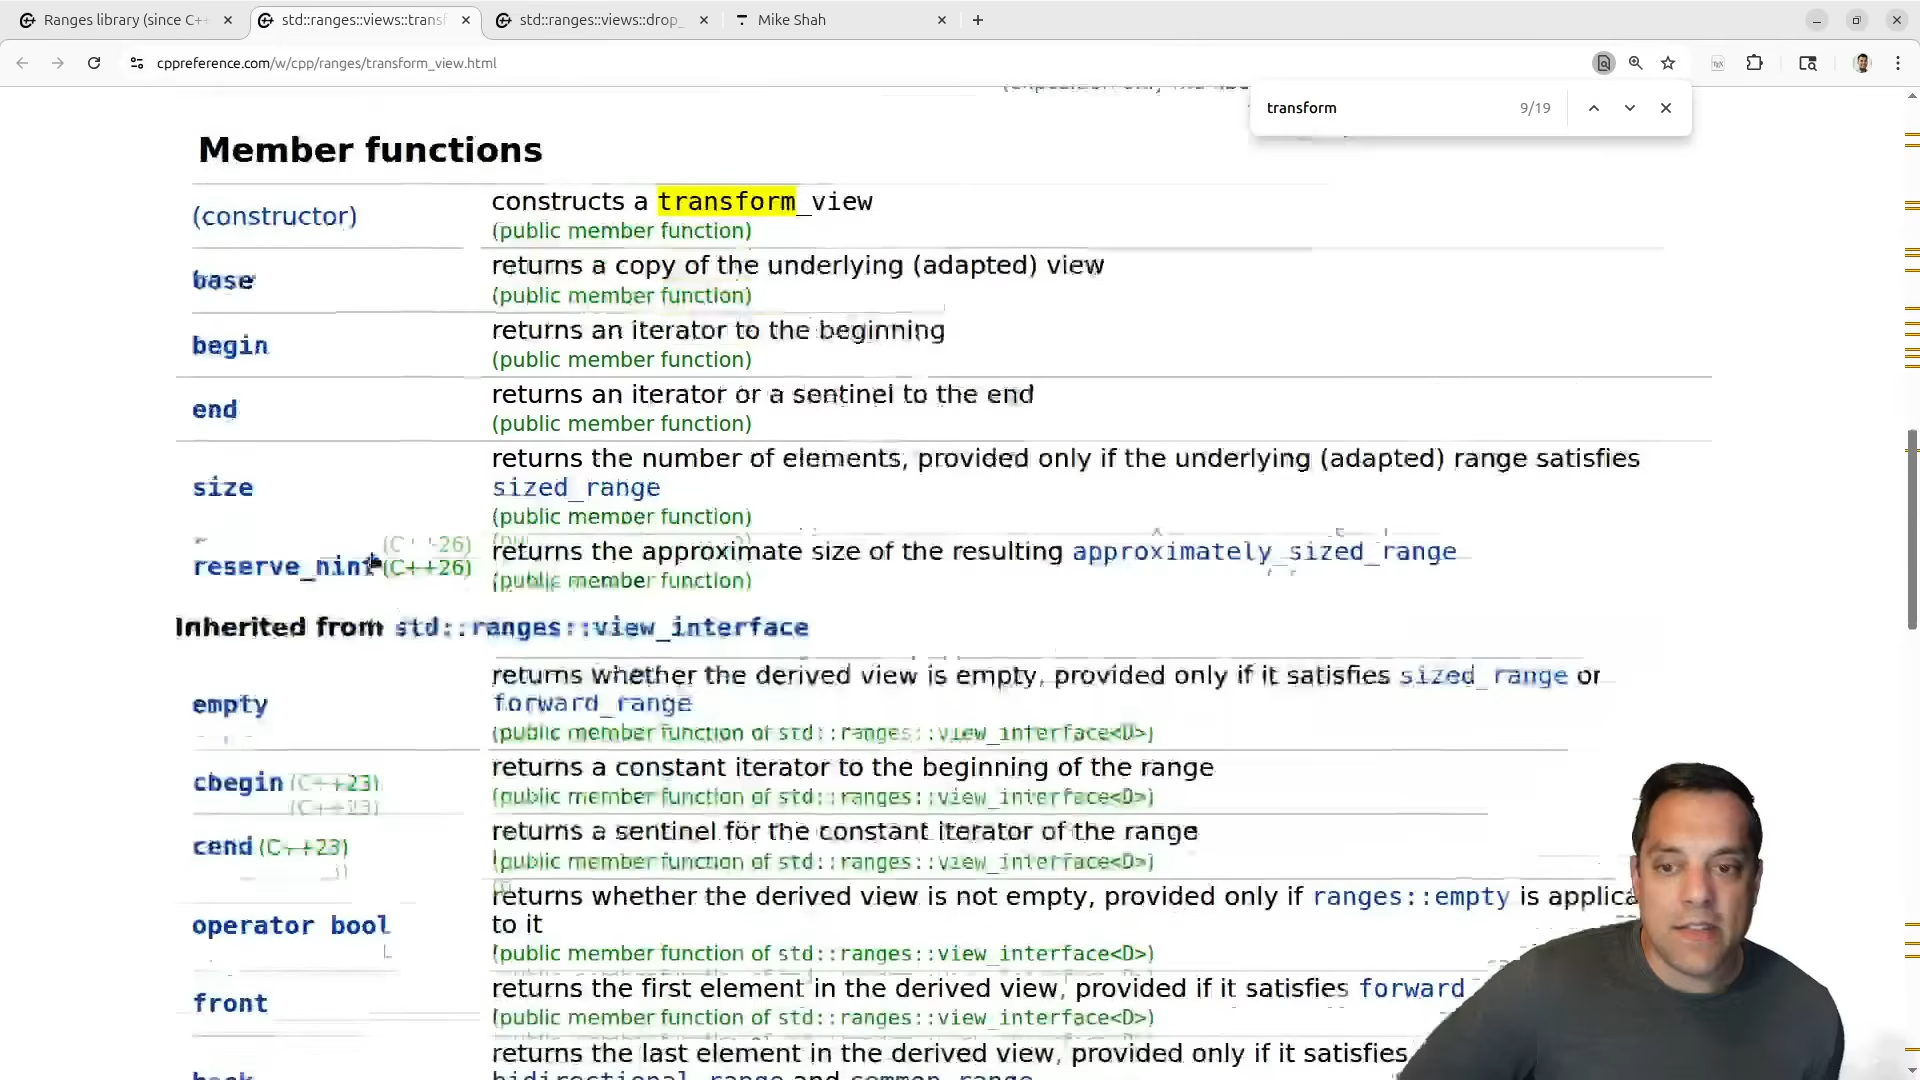 Ranges library (since C++
std::ranges::views::transf
std::ranges::views::drop_
Mike Shah
cppreference.com/w/cpp/ranges/transform_view.html
transform
9/19
Member functions
(constructor)
constructs a transform_view
(public member function)
base
returns a copy of the underlying (adapted) view
(public member function)
begin
returns an iterator to the beginning
(public member function)
end
returns an iterator or a sentinel to the end
(public member function)
size
returns the number of elements, provided only if the underlying (adapted) range satisfies
sized_range
(public member function)
reserve_hint (C++26)
returns the approximate size of the resulting approximately_sized_range
(public member function)
Inherited from std::ranges::view_interface
empty
returns whether the derived view is empty, provided only if it satisfies sized_range or
forward_range
(public member function of std::ranges::view_interface<D>)
cbegin (C++23)
returns a constant iterator to the beginning of the range
(public member function of std::ranges::view_interface<D>)
cend (C++23)
returns a sentinel for the constant iterator of the range
(public member function of std::ranges::view_interface<D>)
operator bool
returns whether the derived view is not empty, provided only if ranges::empty is applica
to it
(public member function of std::ranges::view_interface<D>)
front
returns the first element in the derived view, provided if it satisfies forward_
(public member function of std::ranges::view_interface<D>)
back
returns the last element in the derived view, provided only if it satisfies
bidirectional_range and common_range